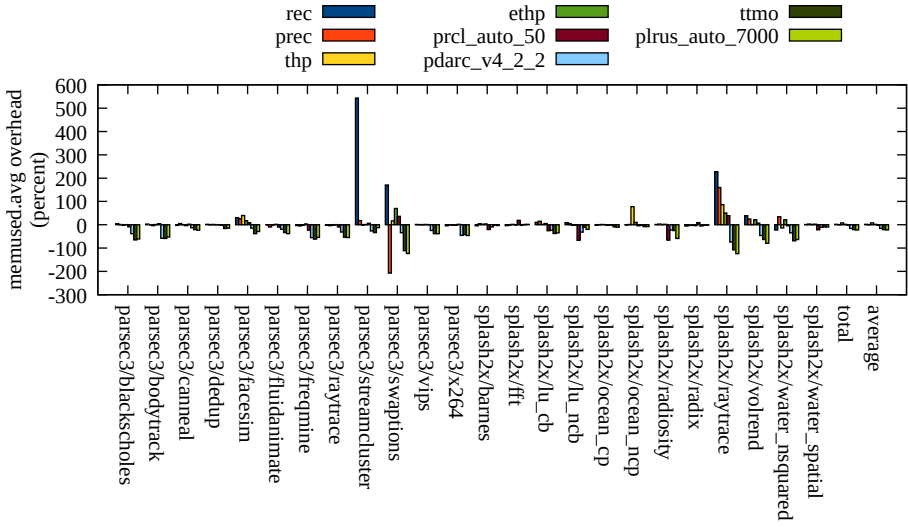 rec
prec
thp
ethp
prcl_auto_50
pdarc_v4_2_2
ttmo
plrus_auto_7000
memused.avg overhead
(percent)
600
500
400
300
200
100
0
-100
-200
-300
parsec3/blackscholes
parsec3/bodytrack
parsec3/canneal
parsec3/dedup
parsec3/facesim
parsec3/fluidanimate
parsec3/freqmine
parsec3/raytrace
parsec3/streamcluster
parsec3/swaptions
parsec3/vips
parsec3/x264
splash2x/barnes
splash2x/fft
splash2x/lu_cb
splash2x/lu_ncb
splash2x/ocean_cp
splash2x/ocean_ncp
splash2x/radiosity
splash2x/radix
splash2x/raytrace
splash2x/volrend
splash2x/water_nsquared
splash2x/water_spatial
total
average